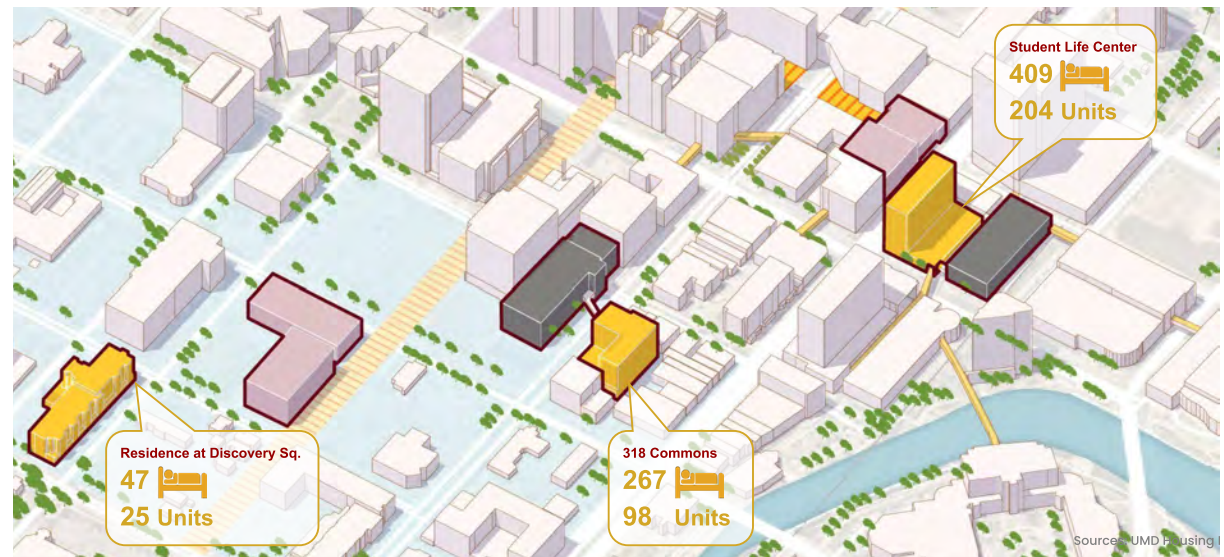 Student Life Center
409
204 Units
Residence at Discovery Sq.
47
25 Units
318 Commons
267
98 Units
Sources: UMD Housing